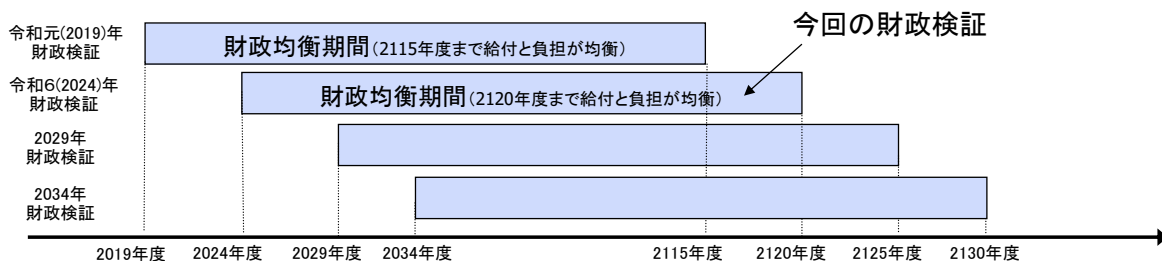 今回の財政検証
令和元(2019)年
財政検証
財政均衡期間(2115年度まで給付と負担が均衡)
令和6(2024)年
財政検証
財政均衡期間(2120年度まで給付と負担が均衡)
2029年
財政検証
2034年
財政検証
2019年度 2024年度 2029年度 2034年度 2115年度 2120年度 2125年度 2130年度